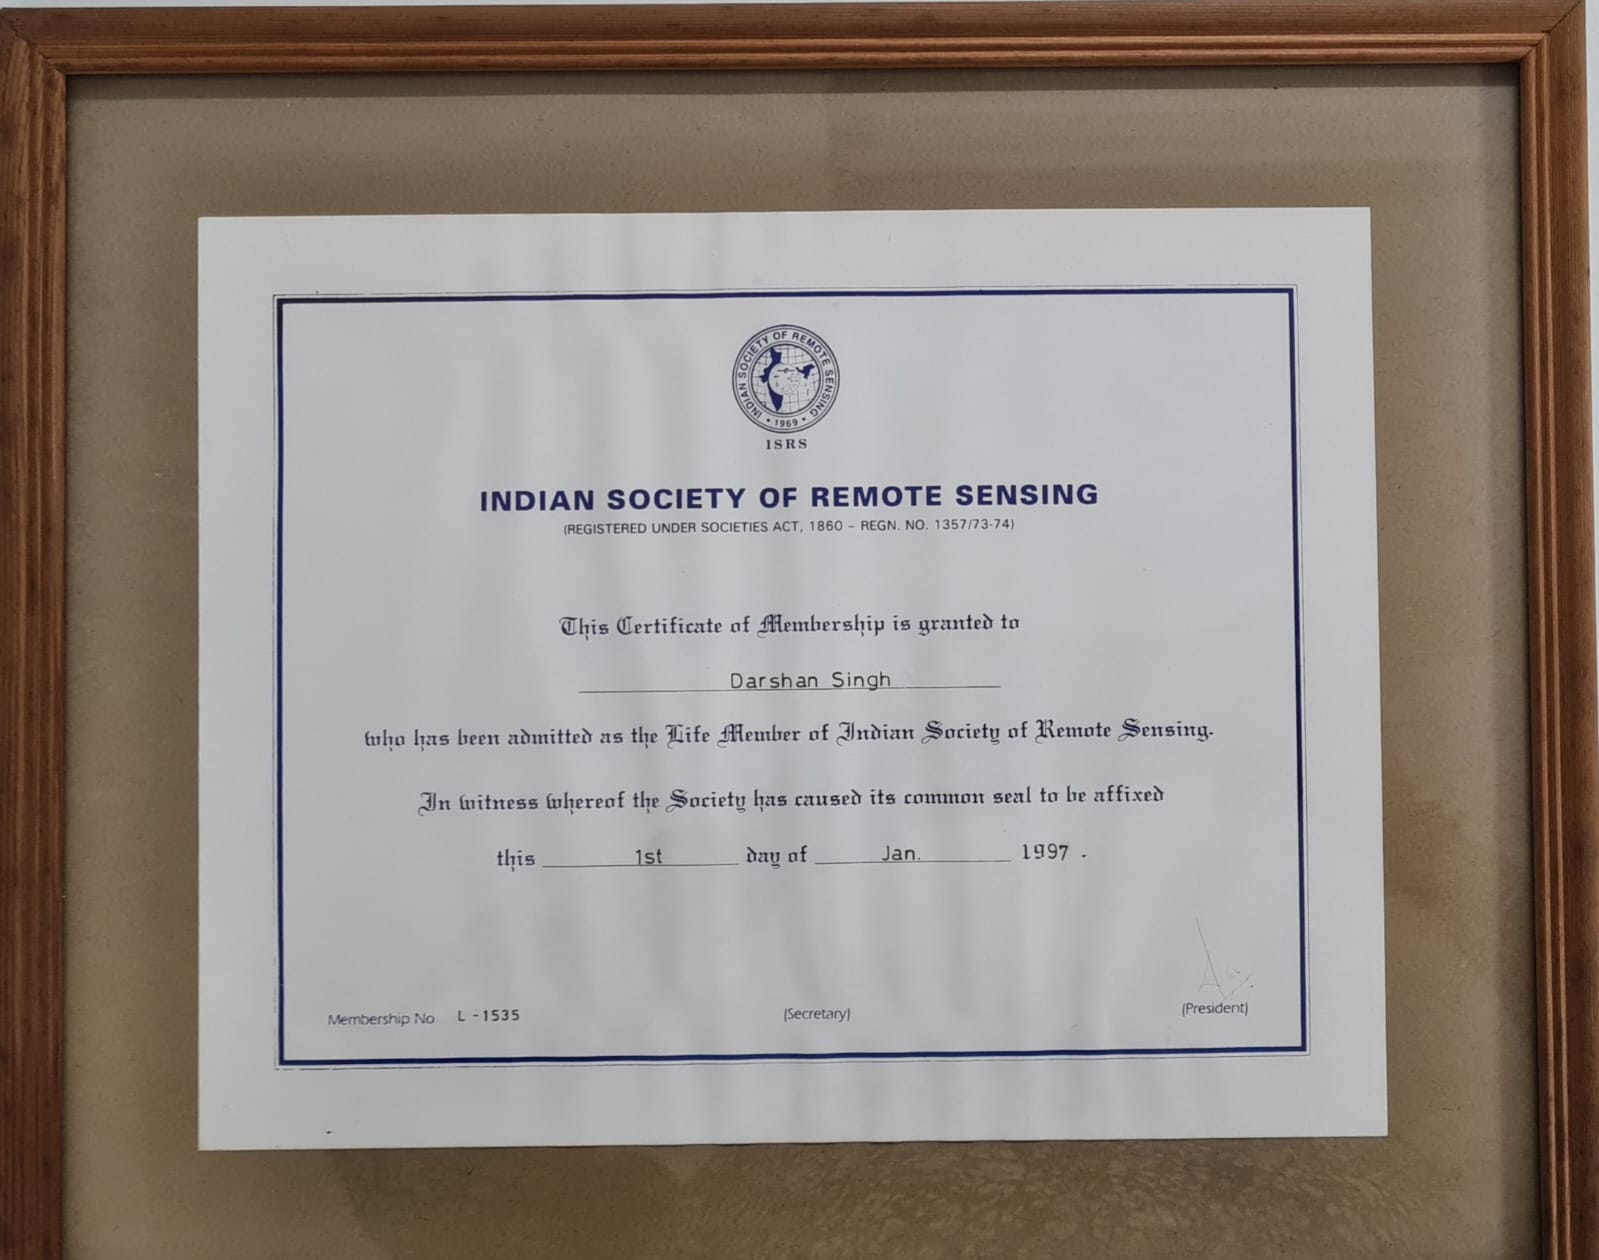 INDIAN SOCIETY OF REMOTE SENSING
• 1969 •
ISRS
INDIAN SOCIETY OF REMOTE SENSING
(REGISTERED UNDER SOCIETIES ACT, 1860 – REGN. NO. 1357/73-74)
This Certificate of Membership is granted to
Darshan Singh
who has been admitted as the Life Member of Indian Society of Remote Sensing.
In witness whereof the Society has caused its common seal to be affixed
this 1st day of Jan. 1997 .
Membership No L - 1535 (Secretary) (President)